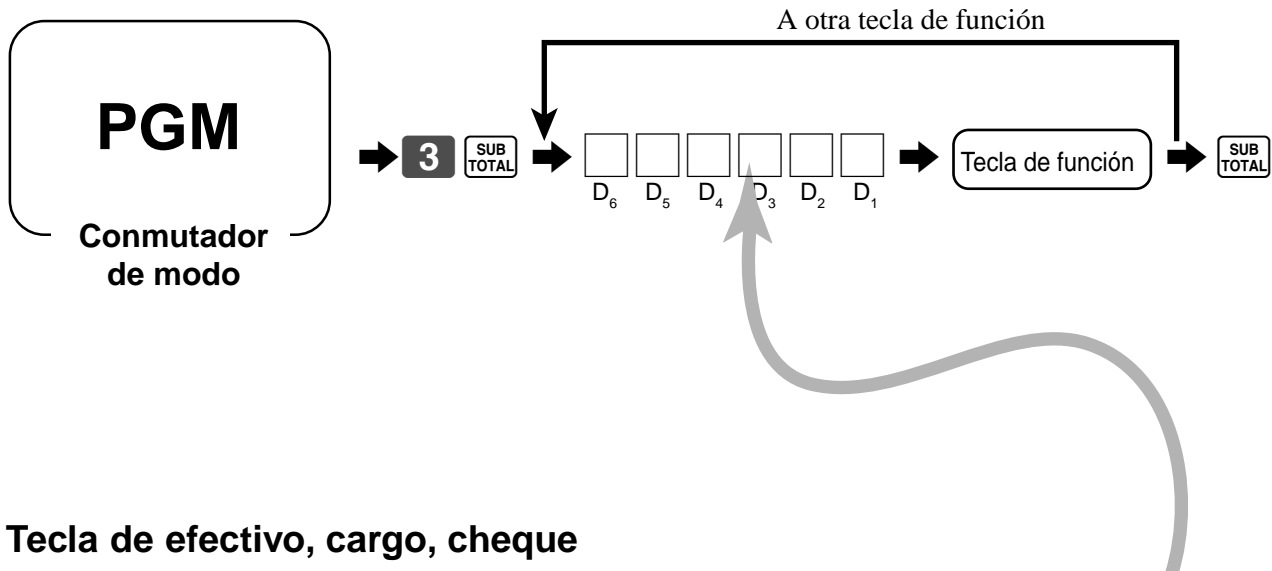 A otra tecla de función
PGM
3 SUB TOTAL D6 D5 D4 D3 D2 D1 Tecla de función SUB TOTAL
Conmutador
de modo
Tecla de efectivo, cargo, cheque